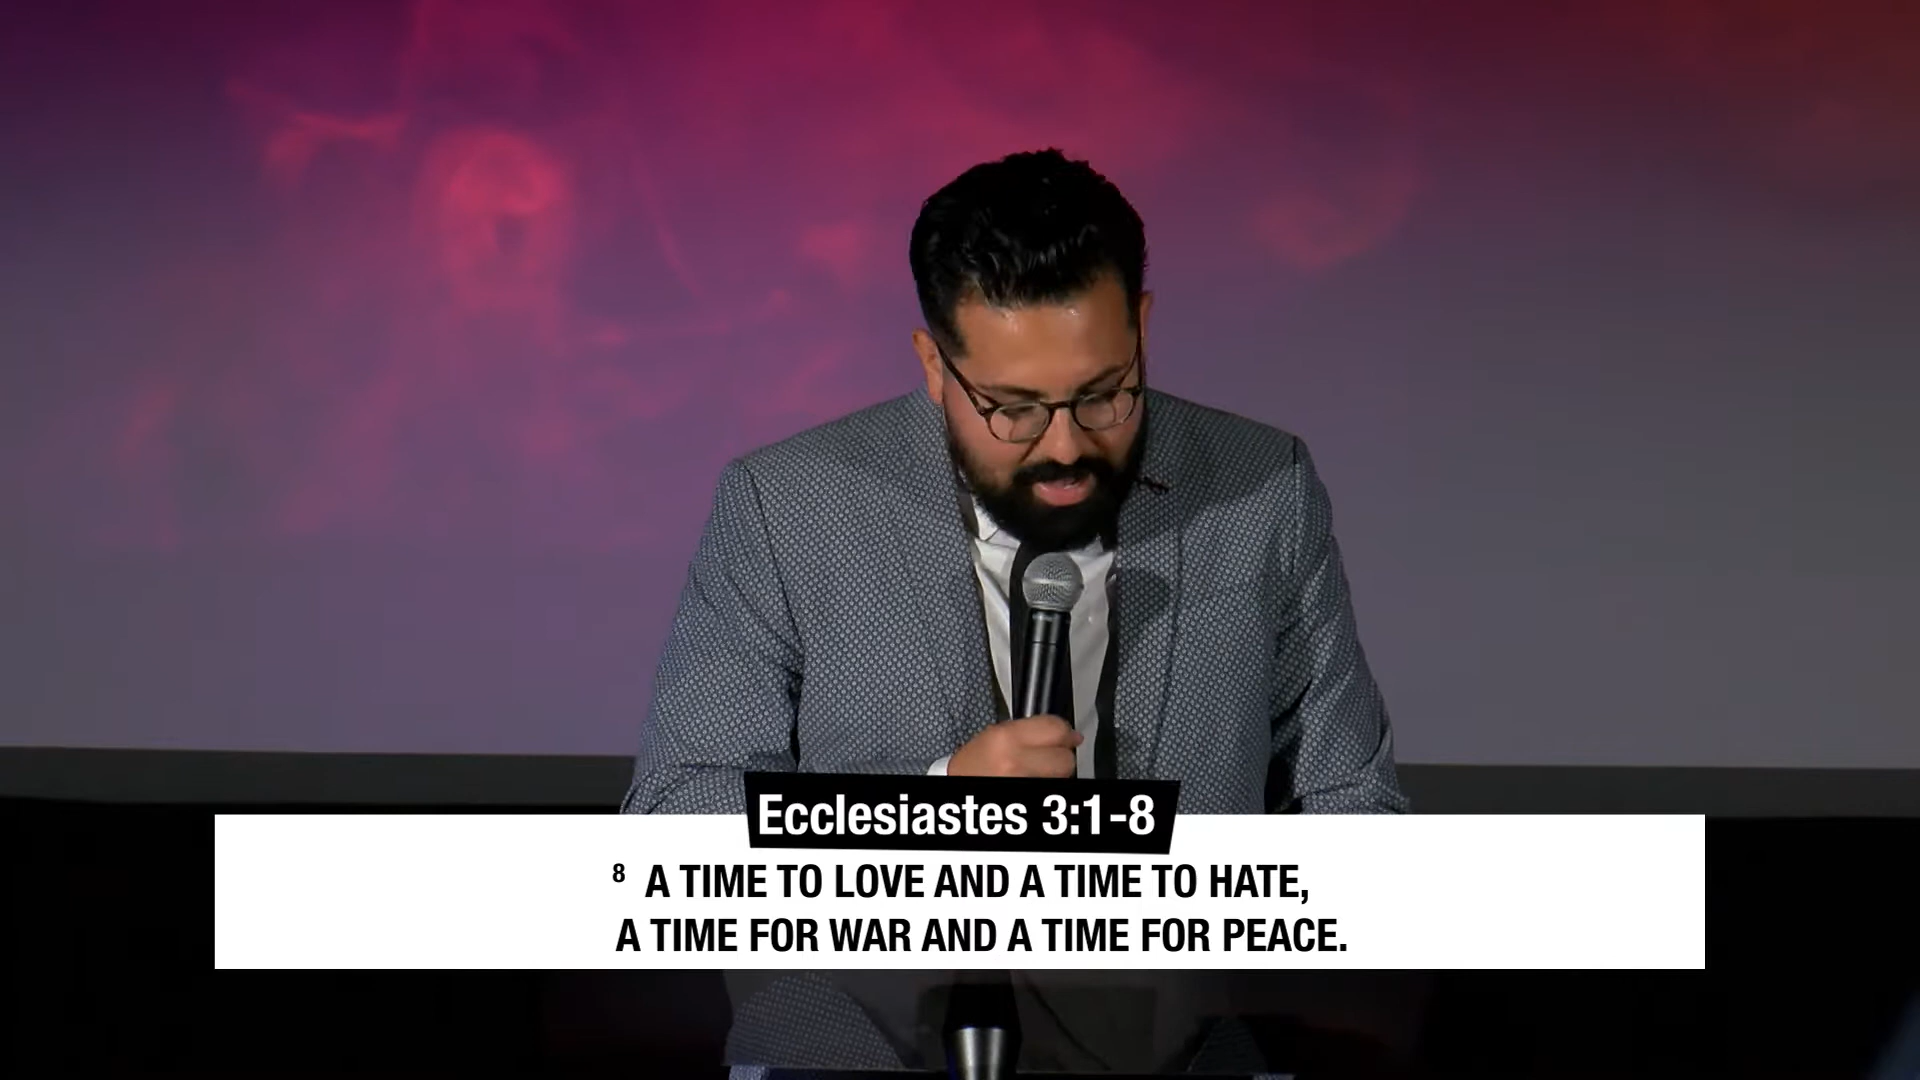 Ecclesiastes 3:1-8
8 A TIME TO LOVE AND A TIME TO HATE,
A TIME FOR WAR AND A TIME FOR PEACE.